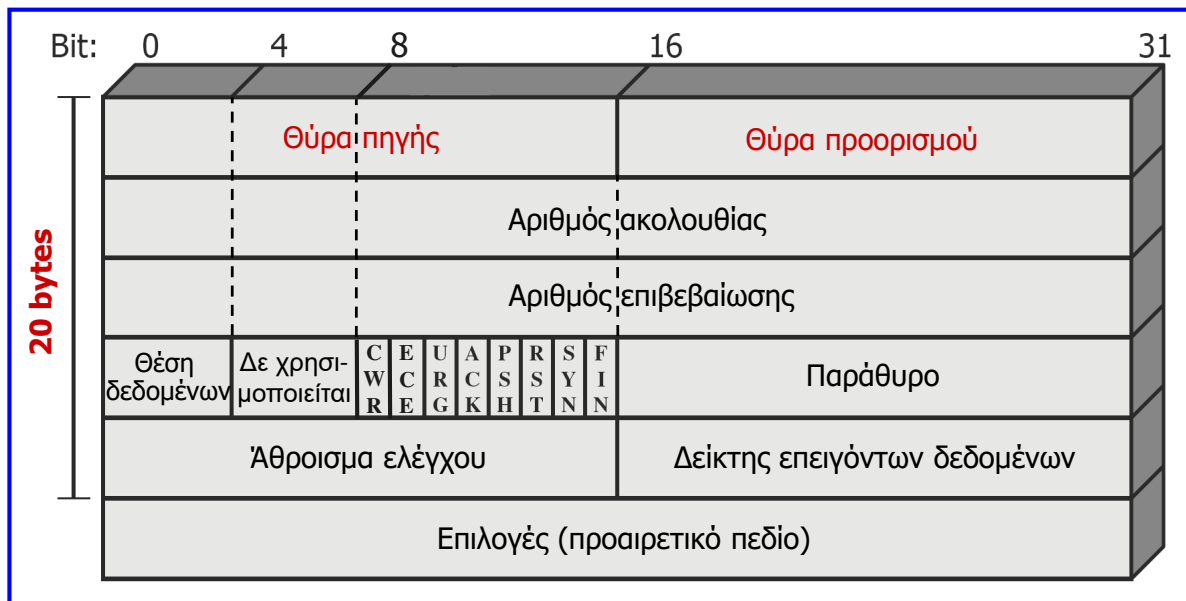 Bit: 0 4 8 16 31
Θύρα πηγής Θύρα προορισμού
Αριθμός ακολουθίας
Αριθμός επιβεβαίωσης
20 bytes
Θέση
δεδομένων
Δε χρησι-
μοποιείται
CWR
ECE
URG
ACK
PSH
RST
SYN
FIN
Παράθυρο
Άθροισμα ελέγχου Δείκτης επειγόντων δεδομένων
Επιλογές (προαιρετικό πεδίο)